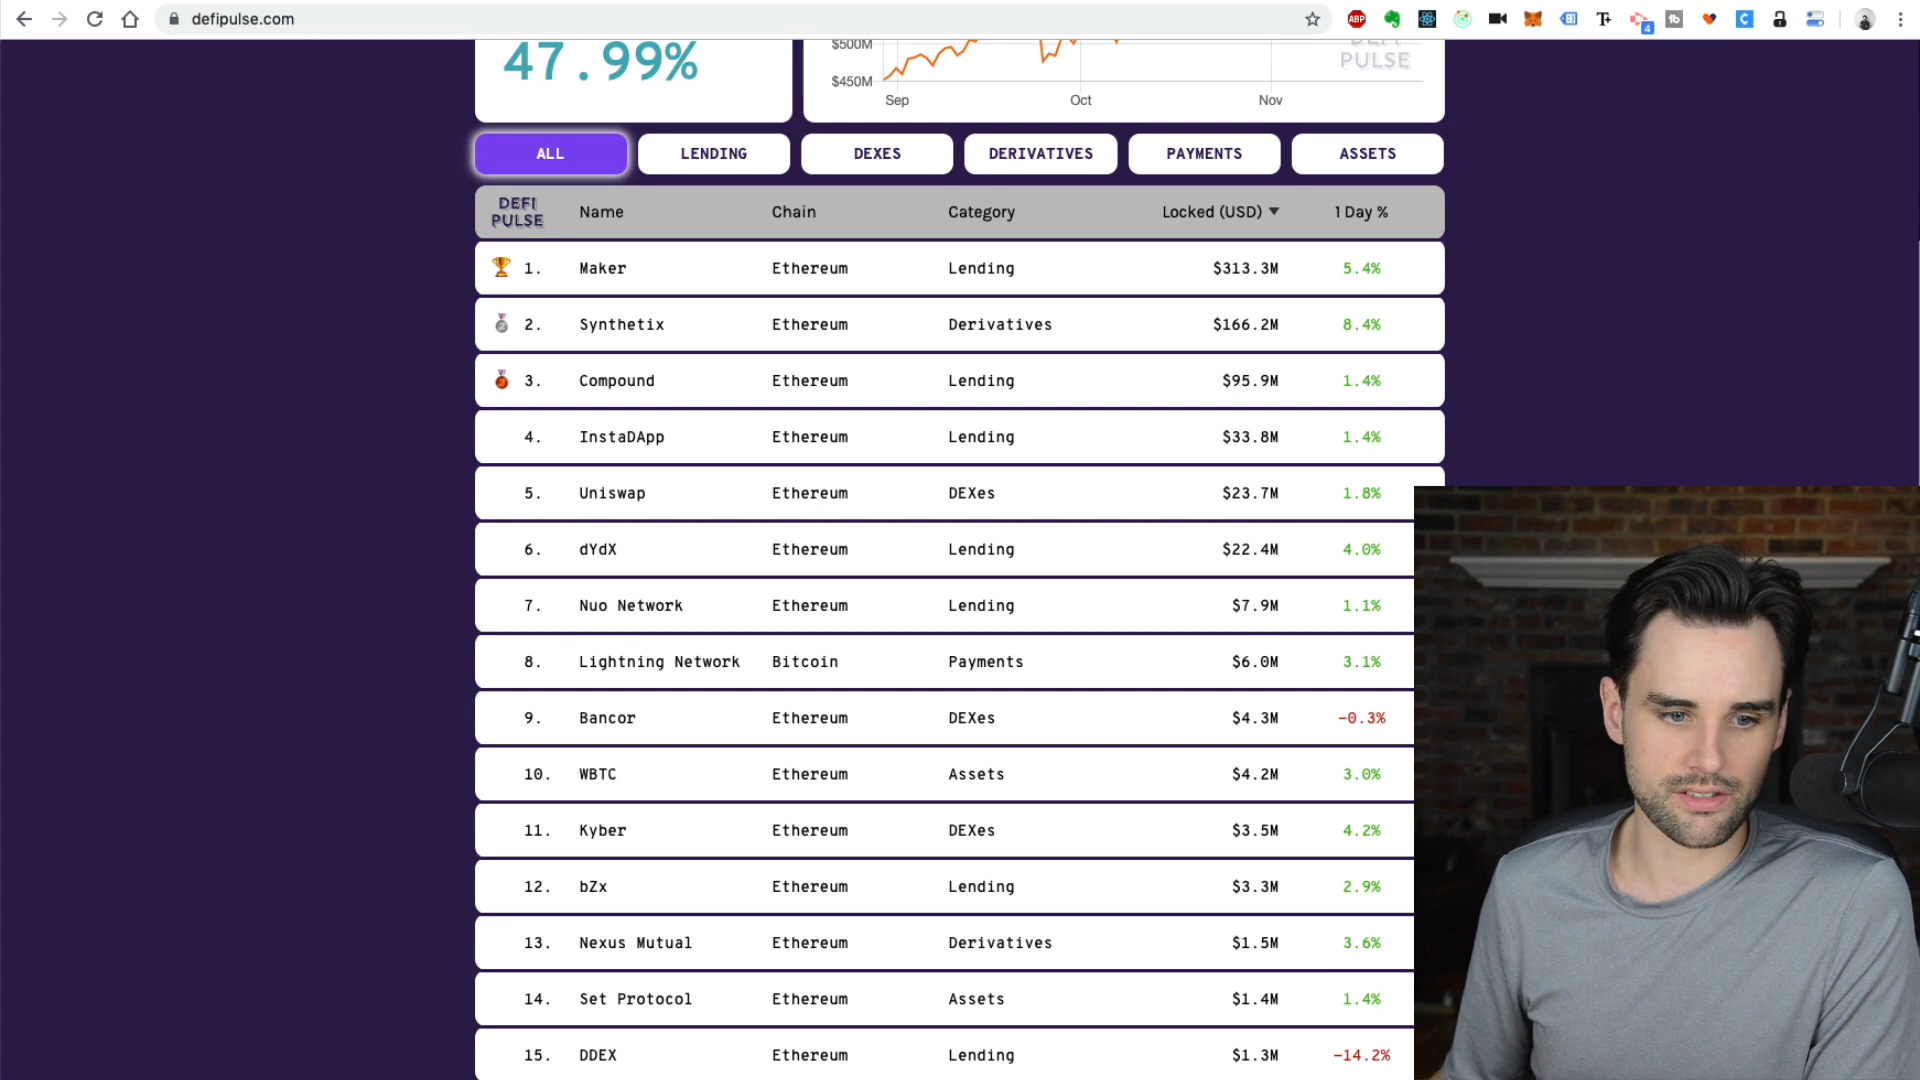 defipulse.com
ABP
4
47.99%
$500M
$450M
Sep Oct Nov
DEFI
PULSE
ALL LENDING DEXES DERIVATIVES PAYMENTS ASSETS
DEFI
PULSE
Name Chain Category Locked (USD) ▼ 1 Day %
1. Maker Ethereum Lending $313.3M 5.4%
2. Synthetix Ethereum Derivatives $166.2M 8.4%
3. Compound Ethereum Lending $95.9M 1.4%
4. InstaDApp Ethereum Lending $33.8M 1.4%
5. Uniswap Ethereum DEXes $23.7M 1.8%
6. dYdX Ethereum Lending $22.4M 4.0%
7. Nuo Network Ethereum Lending $7.9M 1.1%
8. Lightning Network Bitcoin Payments $6.0M 3.1%
9. Bancor Ethereum DEXes $4.3M -0.3%
10. WBTC Ethereum Assets $4.2M 3.0%
11. Kyber Ethereum DEXes $3.5M 4.2%
12. bZx Ethereum Lending $3.3M 2.9%
13. Nexus Mutual Ethereum Derivatives $1.5M 3.6%
14. Set Protocol Ethereum Assets $1.4M 1.4%
15. DDEX Ethereum Lending $1.3M -14.2%